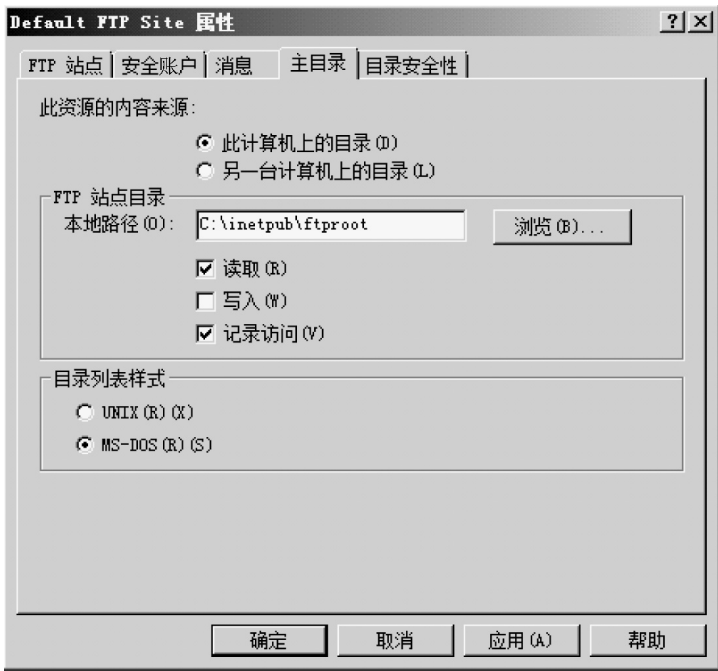 Default FTP Site 属性
FTP 站点 安全账户 消息 主目录 目录安全性
此资源的内容来源:
此计算机上的目录(D)
另一台计算机上的目录(L)
FTP 站点目录
本地路径(O): C:\inetpub\ftproot 浏览(B)...
读取(R)
写入(W)
记录访问(V)
目录列表样式
UNIX(R)(X)
MS-DOS(R)(S)
确定 取消 应用(A) 帮助